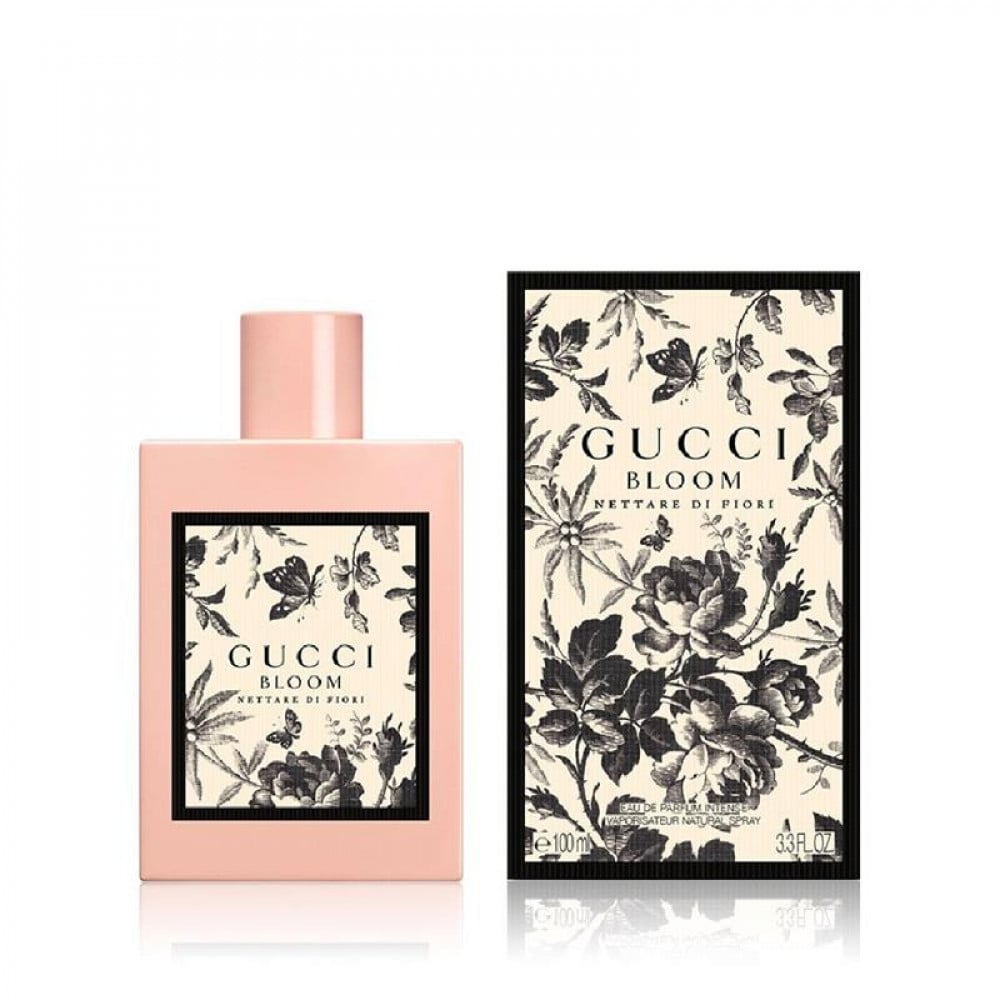 GUCCI
BLOOM
NETTARE DI FIORI
GUCCI
BLOOM
NETTARE DI FIORI
EAU DE PARFUM INTENSE
VAPORISATEUR NATURAL SPRAY
℮ 100 ml
3.3 FL.OZ